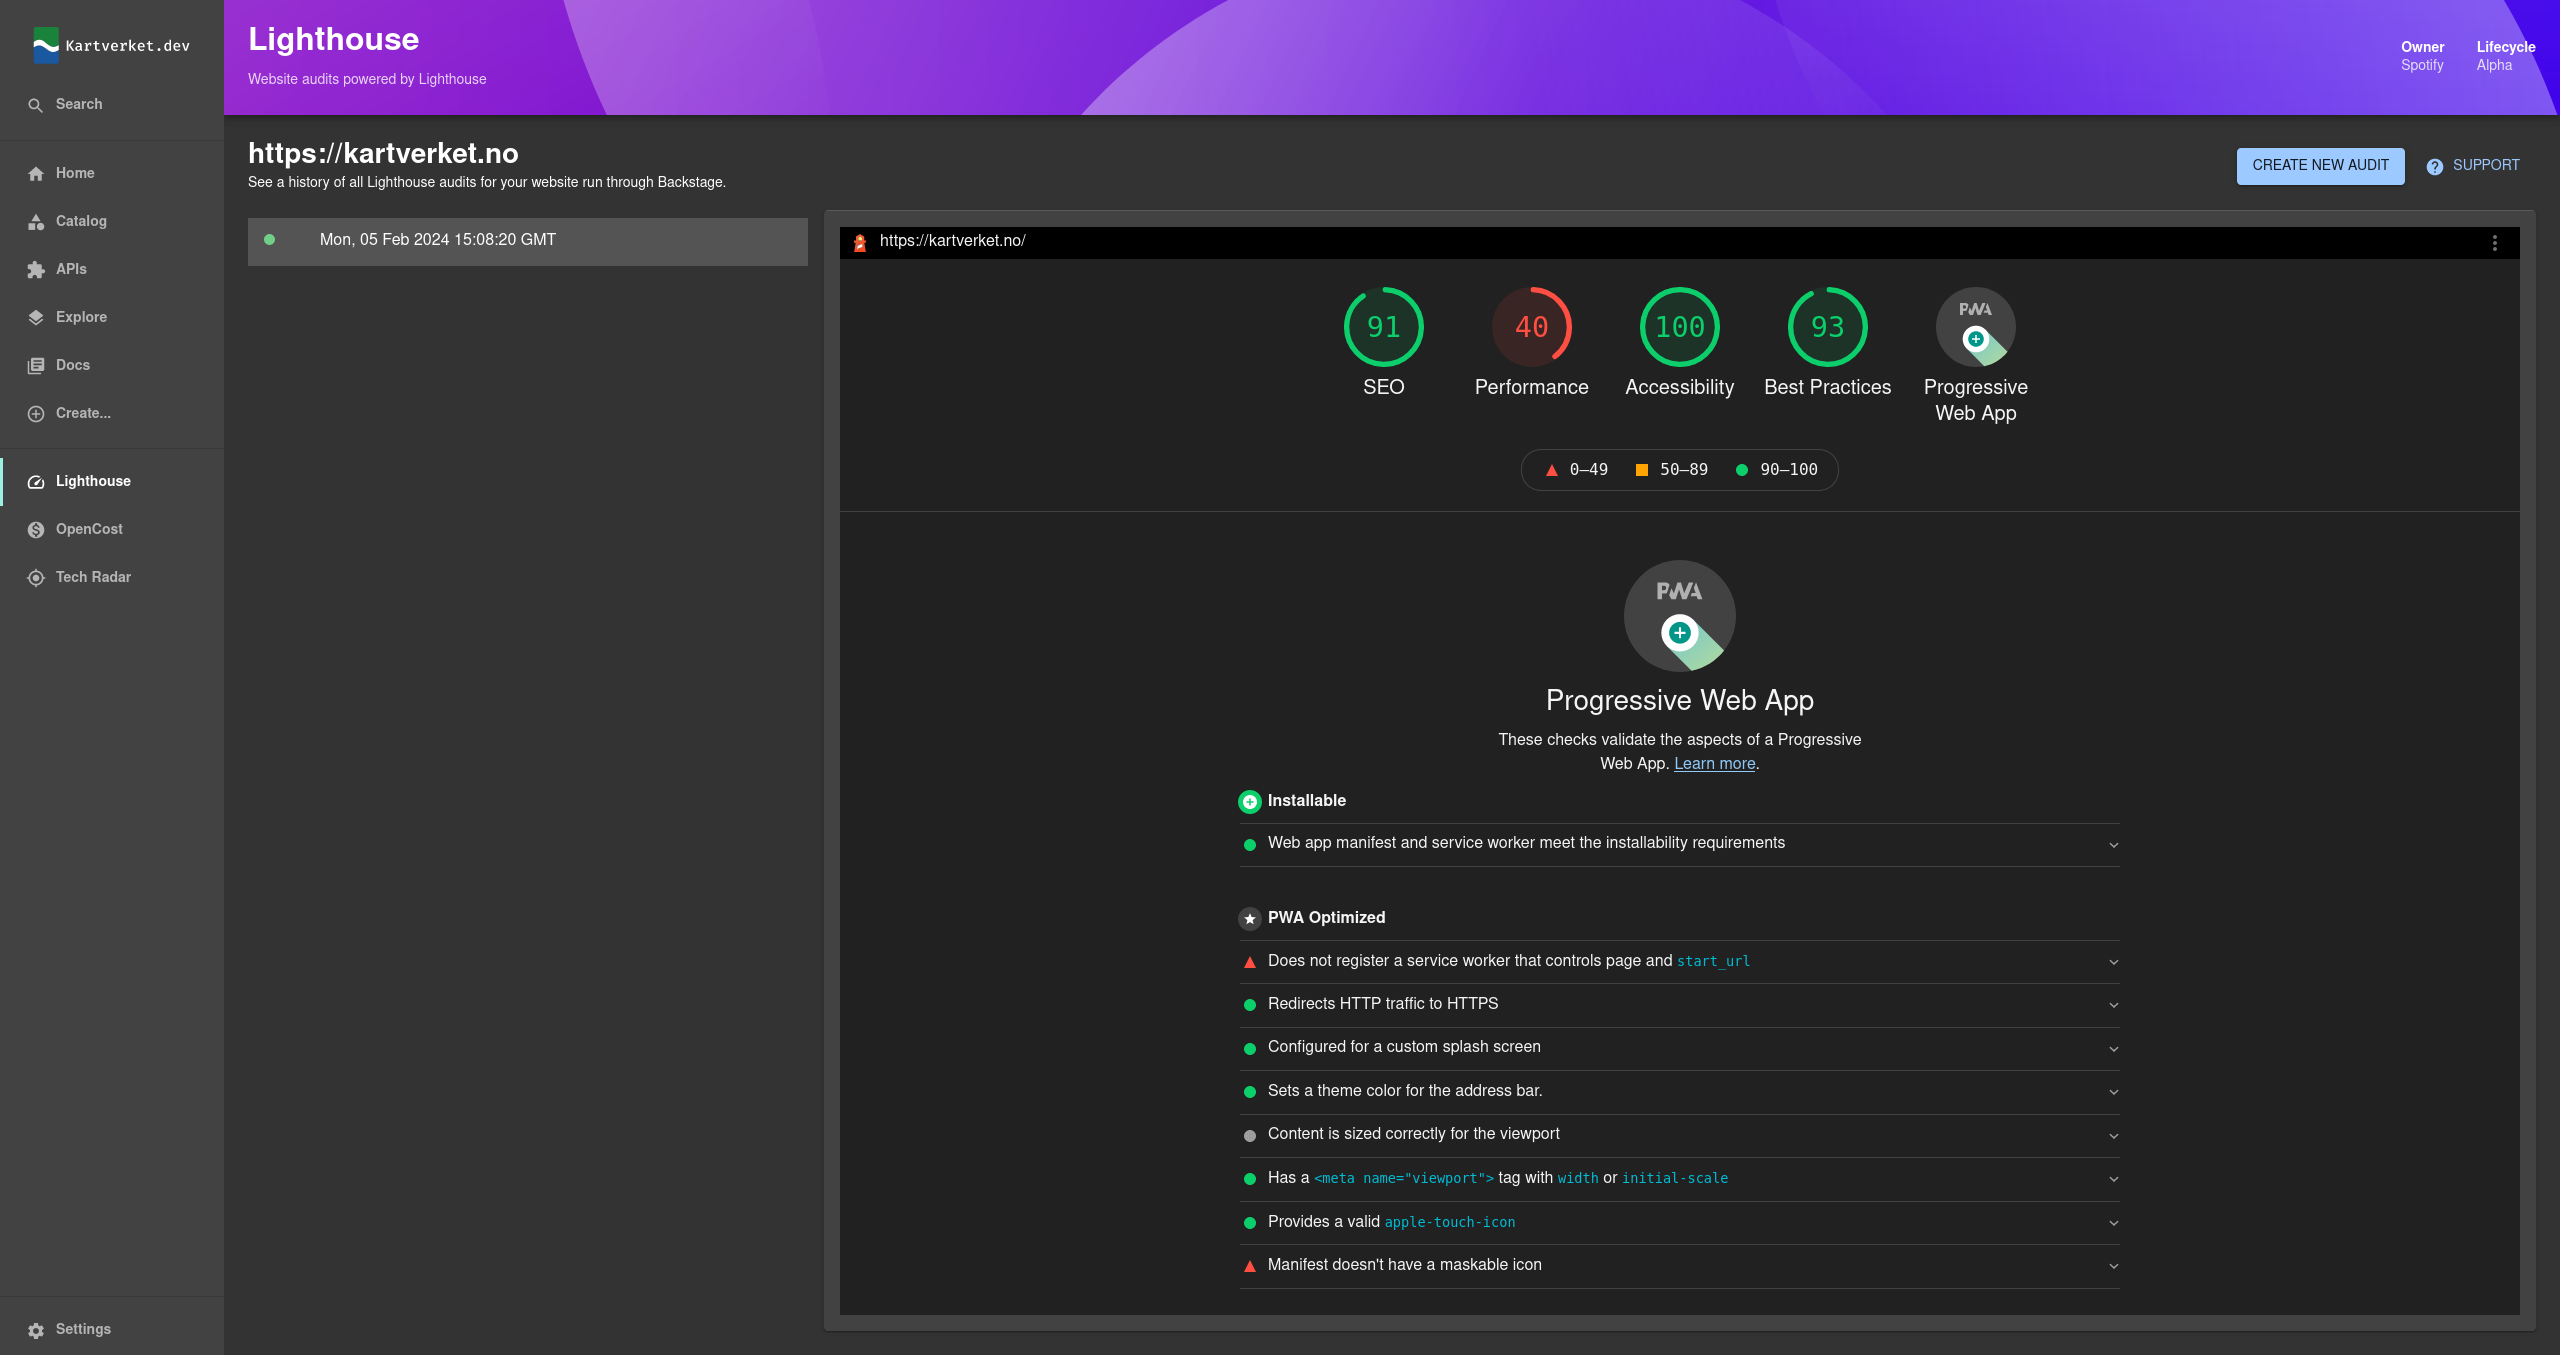 Kartverket.dev
Search
Home
Catalog
APIs
Explore
Docs
Create...
Lighthouse
OpenCost
Tech Radar
Settings
Lighthouse
Website audits powered by Lighthouse
Owner
Spotify
Lifecycle
Alpha
https://kartverket.no
See a history of all Lighthouse audits for your website run through Backstage.
CREATE NEW AUDIT
SUPPORT
Mon, 05 Feb 2024 15:08:20 GMT
https://kartverket.no/
91
SEO
40
Performance
100
Accessibility
93
Best Practices
PWA
Progressive
Web App
0–49
50–89
90–100
PWA
Progressive Web App
These checks validate the aspects of a Progressive
Web App. Learn more.
Installable
Web app manifest and service worker meet the installability requirements
PWA Optimized
Does not register a service worker that controls page and start_url
Redirects HTTP traffic to HTTPS
Configured for a custom splash screen
Sets a theme color for the address bar.
Content is sized correctly for the viewport
Has a <meta name="viewport"> tag with width or initial-scale
Provides a valid apple-touch-icon
Manifest doesn't have a maskable icon